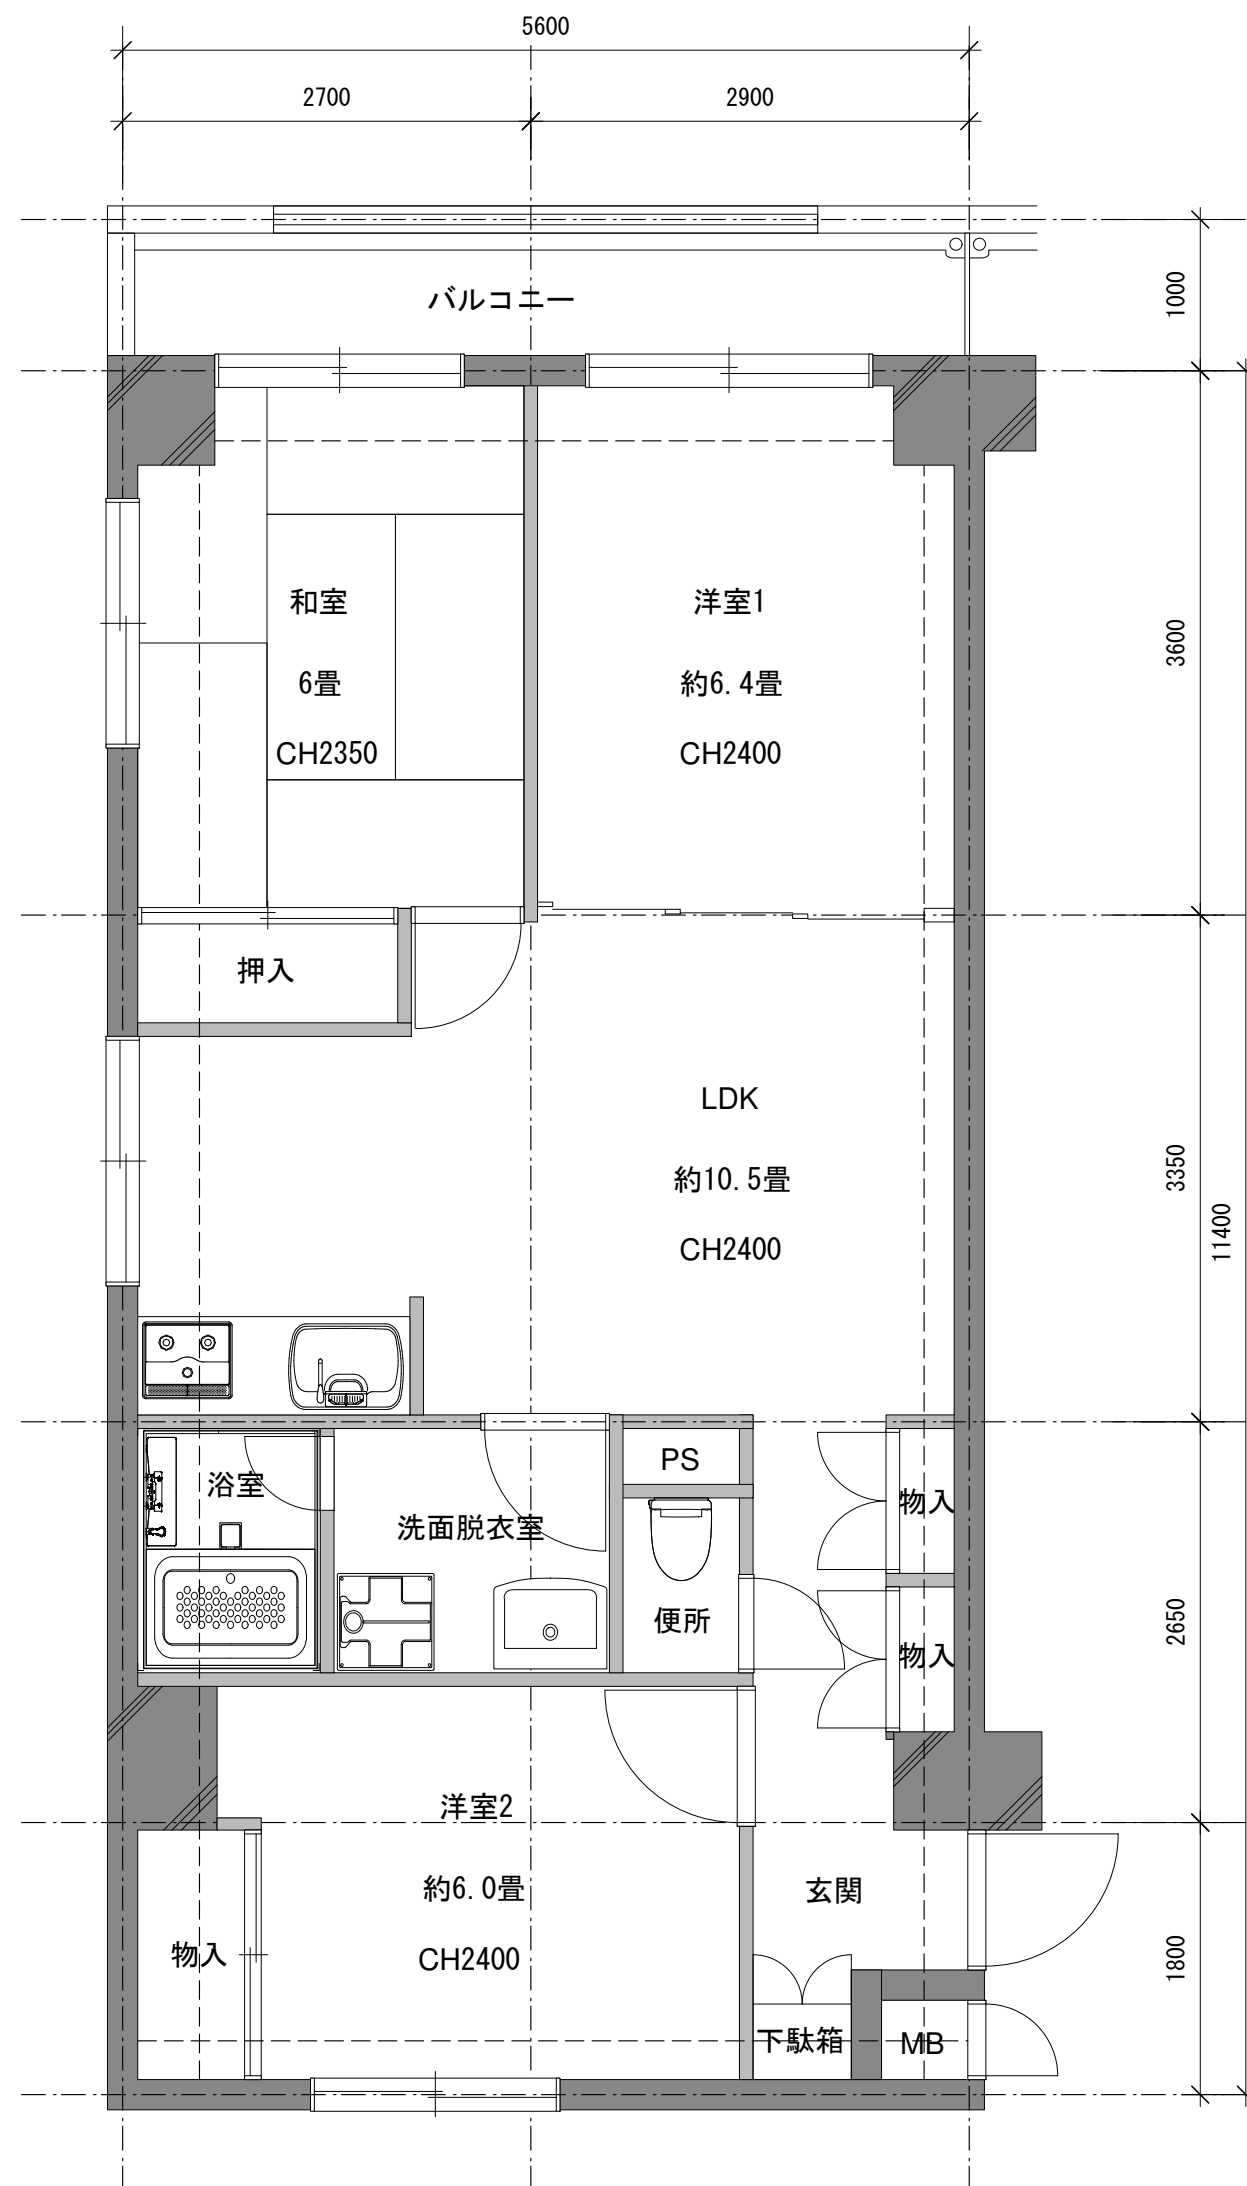 5600
2700
2900
バルコニー
1000
和室
6畳
CH2350
洋室1
約6.4畳
CH2400
3600
押入
LDK
約10.5畳
CH2400
3350
11400
浴室
洗面脱衣室
PS
便所
物入
物入
2650
洋室2
約6.0畳
CH2400
物入
玄関
下駄箱
MB
1800